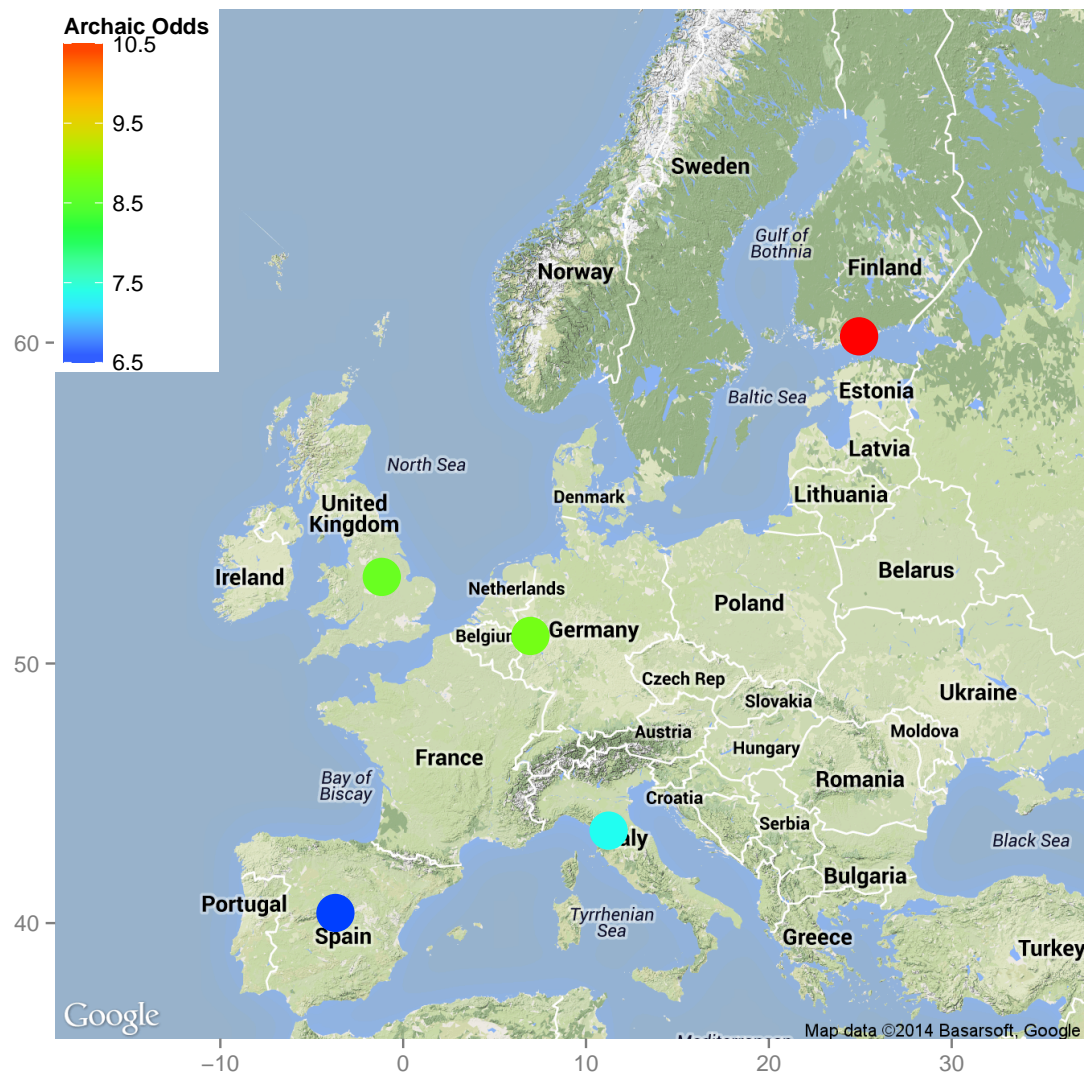 Archaic Odds
10.5
9.5
8.5
7.5
6.5
Sweden
Gulf of
Bothnia
Norway
Finland
60
Baltic Sea
Estonia
Latvia
North Sea
Lithuania
Denmark
United
Kingdom
Ireland
Belarus
Netherlands
Poland
Belgium
Germany
50
Czech Rep
Ukraine
Slovakia
Austria
Moldova
Hungary
France
Romania
Bay of
Biscay
Croatia
Serbia
Italy
Black Sea
Bulgaria
Portugal
40
Tyrrhenian
Sea
Spain
Greece
Turkey
Google
Map data ©2014 Basarsoft, Google
−10
0
10
20
30